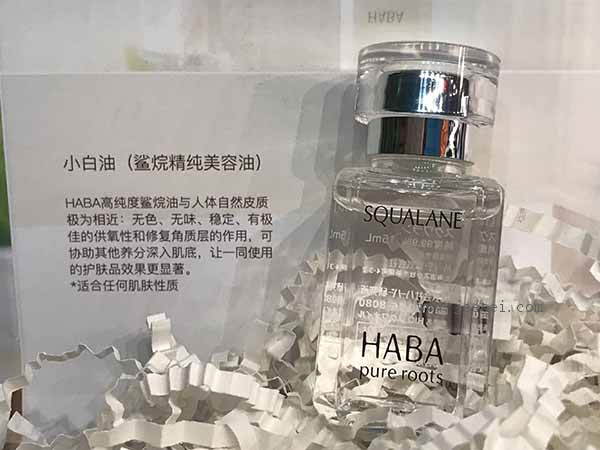 HABA
小白油（鲨烷精纯美容油）
HABA高纯度鲨烷油与人体自然皮质
极为相近：无色、无味、稳定、有极
佳的供氧性和修复角质层的作用，可
协助其他养分深入肌底，让一同使用
的护肤品效果更显著。
*适合任何肌肤性质
SQUALANE
HABA
pure roots